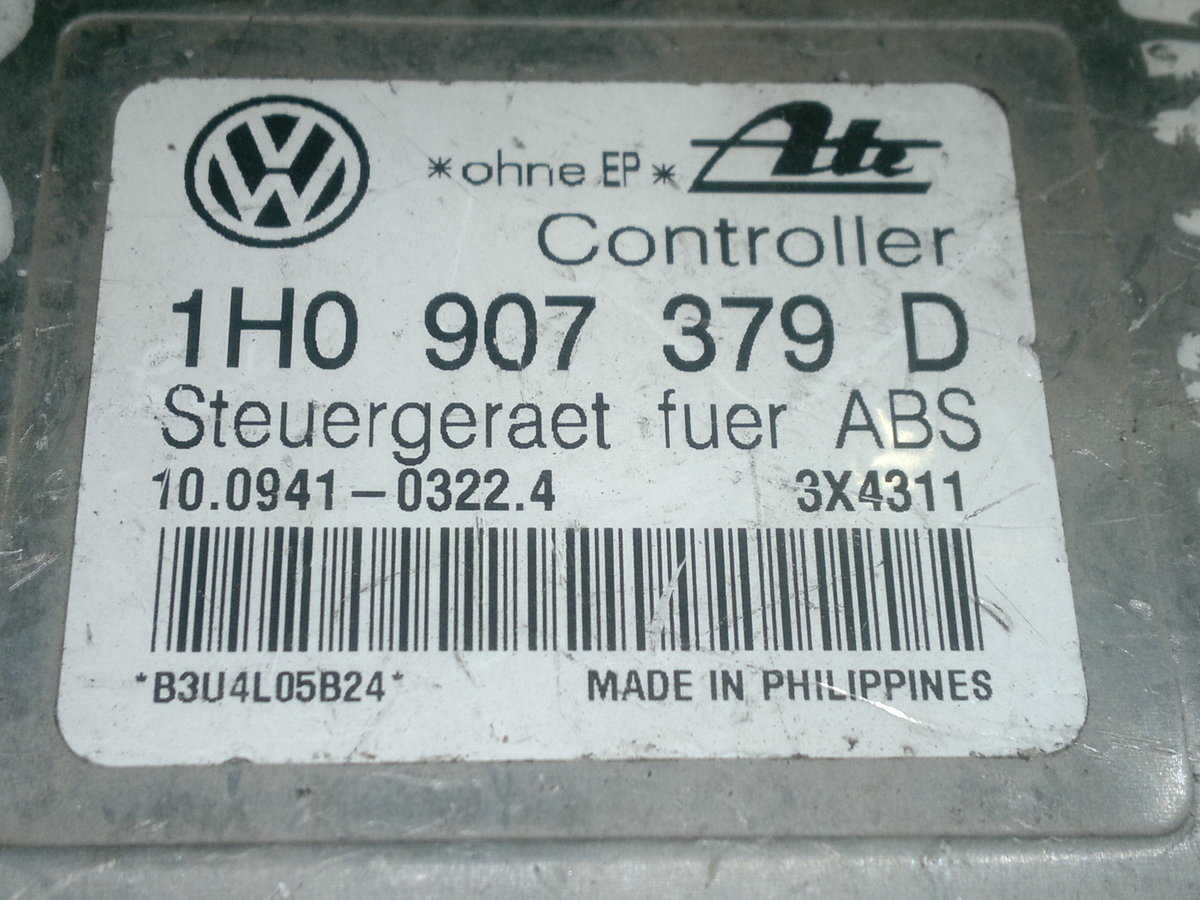 *ohne EP* Ate
Controller
1H0 907 379 D
Steuergeraet fuer ABS
10.0941-0322.4 3X4311
*B3U4L05B24* MADE IN PHILIPPINES